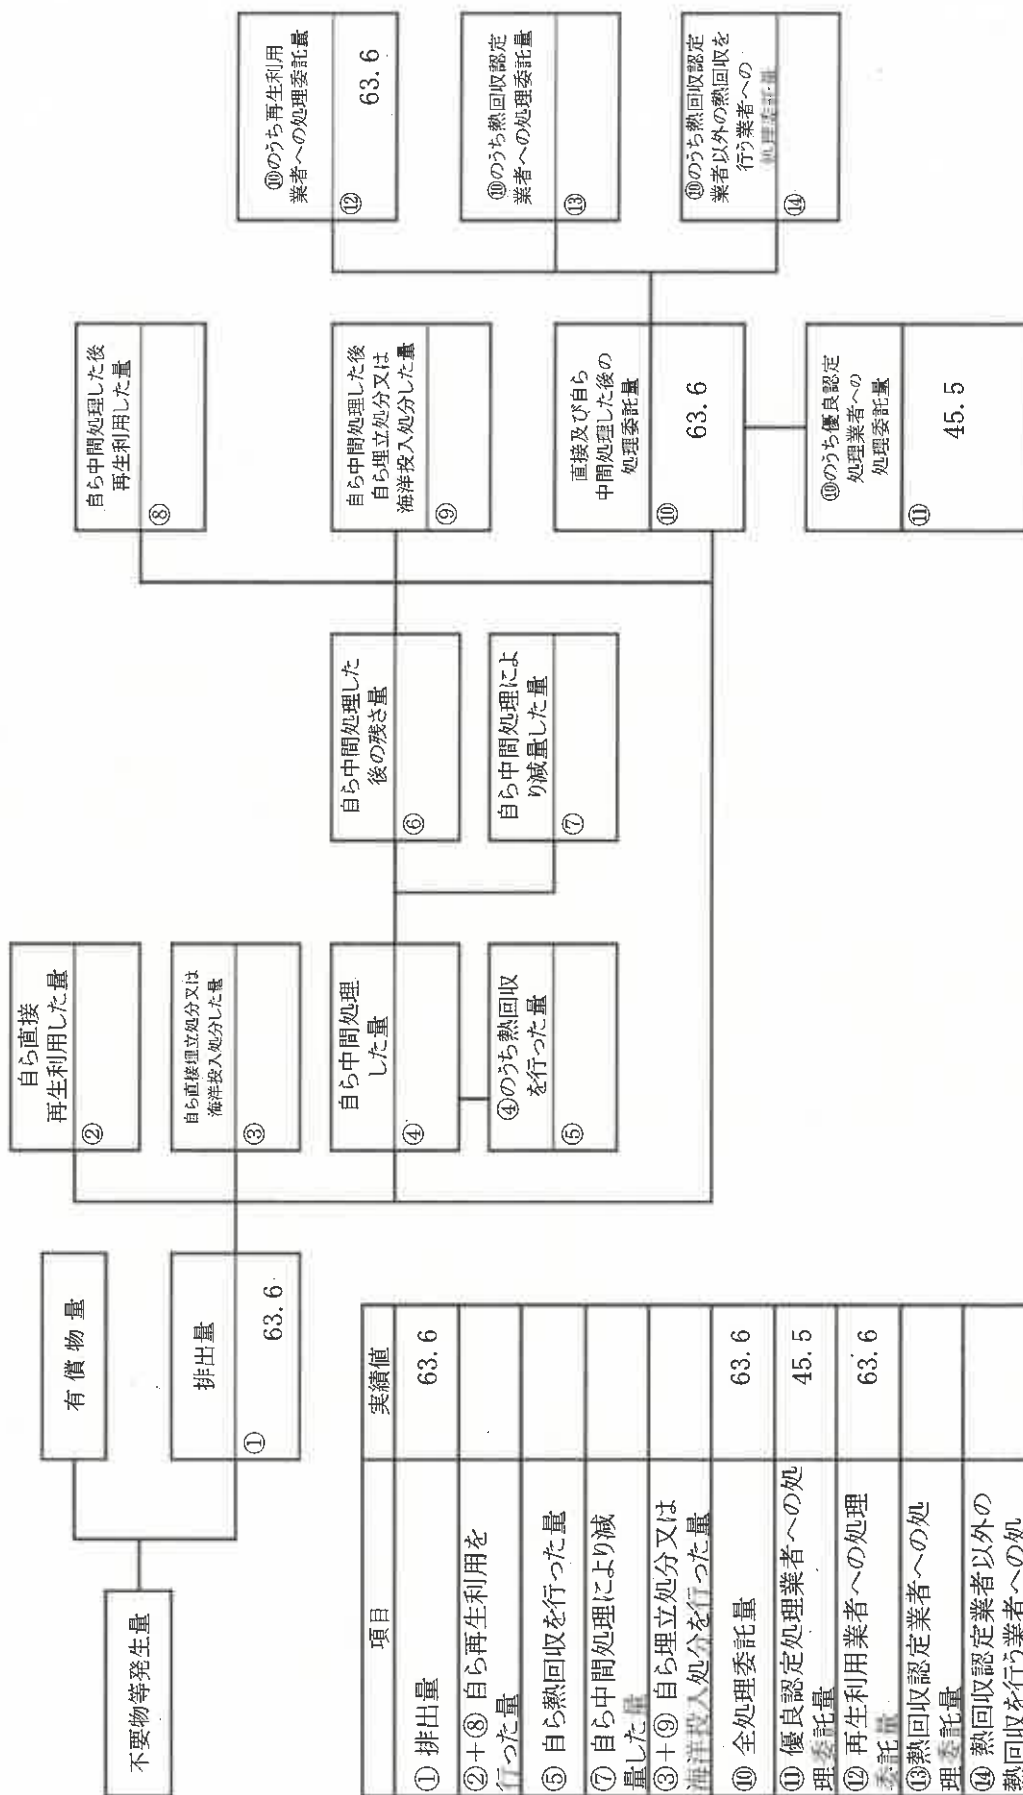 不要物等発生量
有償物量
排出量
①
63.6
自ら直接
再生利用した量
②
自ら直接埋立処分又は
海洋投入処分した量
③
自ら中間処理
した量
④
④のうち熱回収
を行った量
⑤
自ら中間処理した
後の残さ量
⑥
自ら中間処理によ
り減量した量
⑦
自ら中間処理した後
再生利用した量
⑧
自ら中間処理した後
自ら埋立処分又は
海洋投入処分した量
⑨
直接及び自ら
中間処理した後の
処理委託量
⑩
63.6
⑩のうち優良認定
処理業者への
処理委託量
⑪
45.5
⑩のうち再生利用
業者への処理委託量
⑫
63.6
⑩のうち熱回収認定
業者への処理委託量
⑬
⑩のうち熱回収認定
業者以外の熱回収を
行う業者への
処理委託量
⑭
項目 実績値
① 排出量 63.6
②+⑧ 自ら再生利用を
行った量
⑤ 自ら熱回収を行った量
⑦ 自ら中間処理により減
量した量
③+⑨ 自ら埋立処分又は
海洋投入処分を行った量
⑩ 全処理委託量 63.6
⑪ 優良認定処理業者への処
理委託量 45.5
⑫ 再生利用業者への処理
委託量 63.6
⑬熱回収認定業者への処
理委託量
⑭ 熱回収認定業者以外の
熱回収を行う業者への処